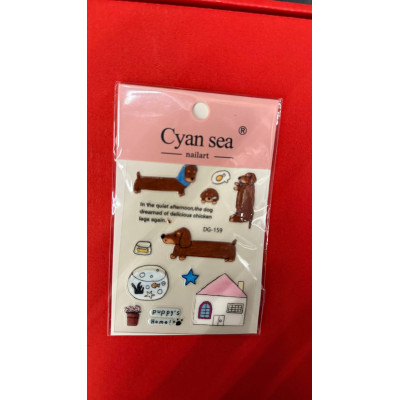 Cyan sea ®
nailart
In the quiet afternoon,the dog
dreamed of delicious chicken
legs again.
DG-159
puppy's
Home!